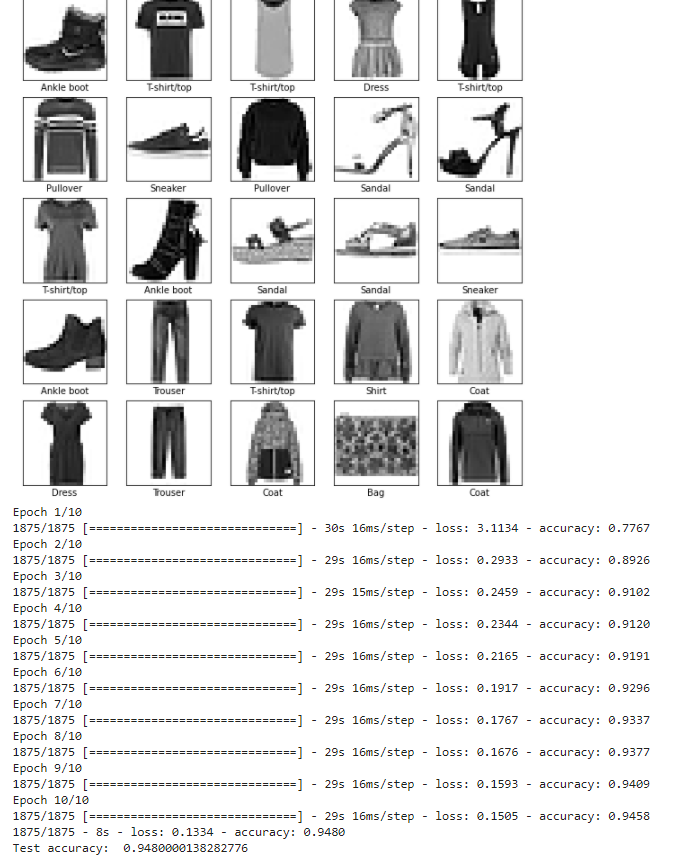 Ankle boot T-shirt/top T-shirt/top Dress T-shirt/top
Pullover Sneaker Pullover Sandal Sandal
T-shirt/top Ankle boot Sandal Sandal Sneaker
Ankle boot Trouser T-shirt/top Shirt Coat
Dress Trouser Coat Bag Coat
Epoch 1/10
1875/1875 [==============================] - 30s 16ms/step - loss: 3.1134 - accuracy: 0.7767
Epoch 2/10
1875/1875 [==============================] - 29s 16ms/step - loss: 0.2933 - accuracy: 0.8926
Epoch 3/10
1875/1875 [==============================] - 29s 15ms/step - loss: 0.2459 - accuracy: 0.9102
Epoch 4/10
1875/1875 [==============================] - 29s 16ms/step - loss: 0.2344 - accuracy: 0.9120
Epoch 5/10
1875/1875 [==============================] - 29s 16ms/step - loss: 0.2165 - accuracy: 0.9191
Epoch 6/10
1875/1875 [==============================] - 29s 16ms/step - loss: 0.1917 - accuracy: 0.9296
Epoch 7/10
1875/1875 [==============================] - 29s 16ms/step - loss: 0.1767 - accuracy: 0.9337
Epoch 8/10
1875/1875 [==============================] - 29s 16ms/step - loss: 0.1676 - accuracy: 0.9377
Epoch 9/10
1875/1875 [==============================] - 29s 16ms/step - loss: 0.1593 - accuracy: 0.9409
Epoch 10/10
1875/1875 [==============================] - 29s 16ms/step - loss: 0.1505 - accuracy: 0.9458
1875/1875 - 8s - loss: 0.1334 - accuracy: 0.9480
Test accuracy:  0.9480000138282776